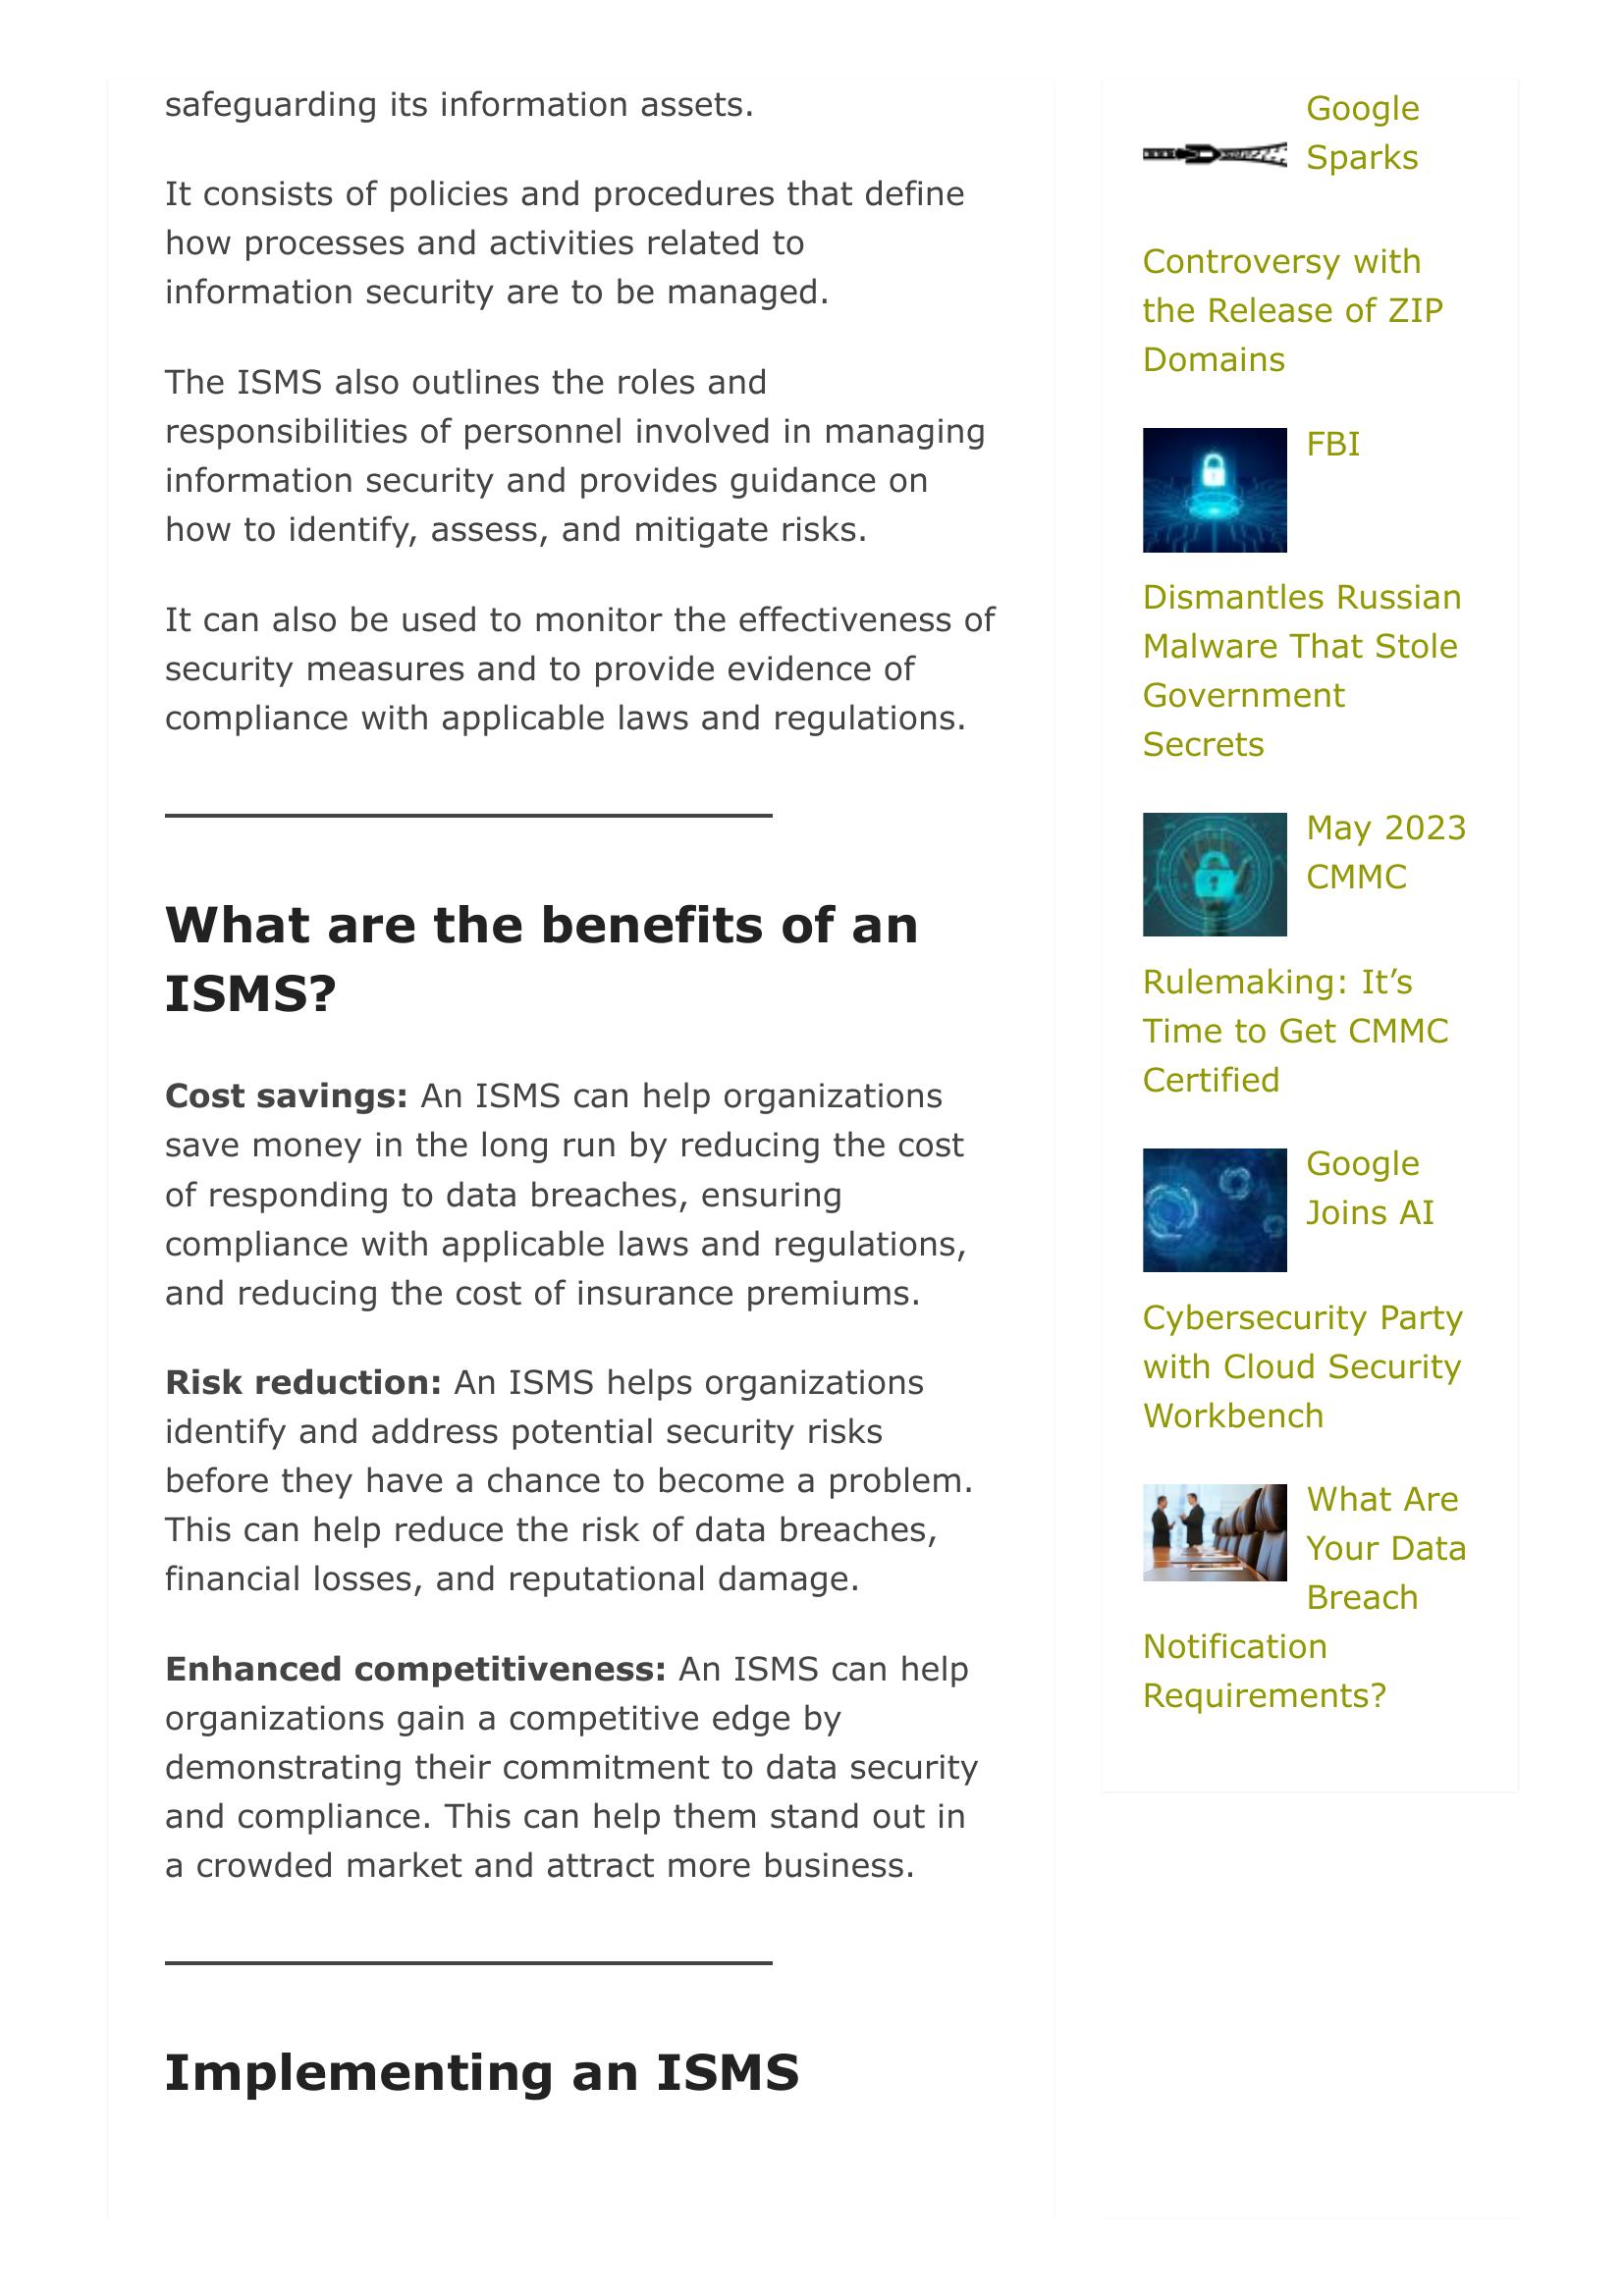 safeguarding its information assets.
It consists of policies and procedures that define
how processes and activities related to
information security are to be managed.
The ISMS also outlines the roles and
responsibilities of personnel involved in managing
information security and provides guidance on
how to identify, assess, and mitigate risks.
It can also be used to monitor the effectiveness of
security measures and to provide evidence of
compliance with applicable laws and regulations.
What are the benefits of an
ISMS?
Cost savings: An ISMS can help organizations
save money in the long run by reducing the cost
of responding to data breaches, ensuring
compliance with applicable laws and regulations,
and reducing the cost of insurance premiums.
Risk reduction: An ISMS helps organizations
identify and address potential security risks
before they have a chance to become a problem.
This can help reduce the risk of data breaches,
financial losses, and reputational damage.
Enhanced competitiveness: An ISMS can help
organizations gain a competitive edge by
demonstrating their commitment to data security
and compliance. This can help them stand out in
a crowded market and attract more business.
Implementing an ISMS
Google
Sparks
Controversy with
the Release of ZIP
Domains
FBI
Dismantles Russian
Malware That Stole
Government
Secrets
May 2023
CMMC
Rulemaking: It’s
Time to Get CMMC
Certified
Google
Joins AI
Cybersecurity Party
with Cloud Security
Workbench
What Are
Your Data
Breach
Notification
Requirements?